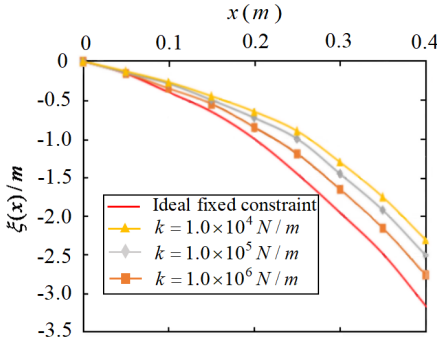 x (m)
0 0.1 0.2 0.3 0.4
0
-0.5
-1.0
-1.5
-2.0
-2.5
-3.0
-3.5
ξ(x)/m
Ideal fixed constraint
k = 1.0×10⁴ N / m
k = 1.0×10⁵ N / m
k = 1.0×10⁶ N / m